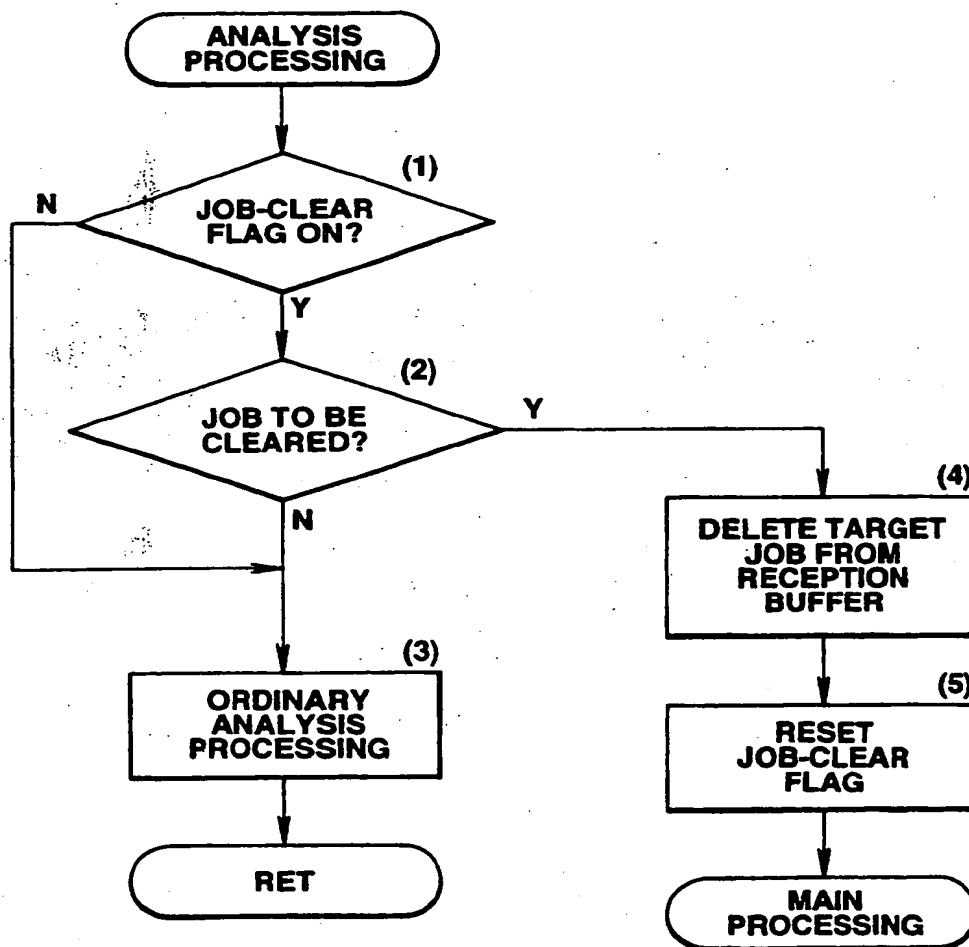 ANALYSIS
PROCESSING
(1)
N
JOB-CLEAR
FLAG ON?
Y
(2)
JOB TO BE
CLEARED?
Y
N
(4)
DELETE TARGET
JOB FROM
RECEPTION
BUFFER
(3)
ORDINARY
ANALYSIS
PROCESSING
(5)
RESET
JOB-CLEAR
FLAG
RET
MAIN
PROCESSING